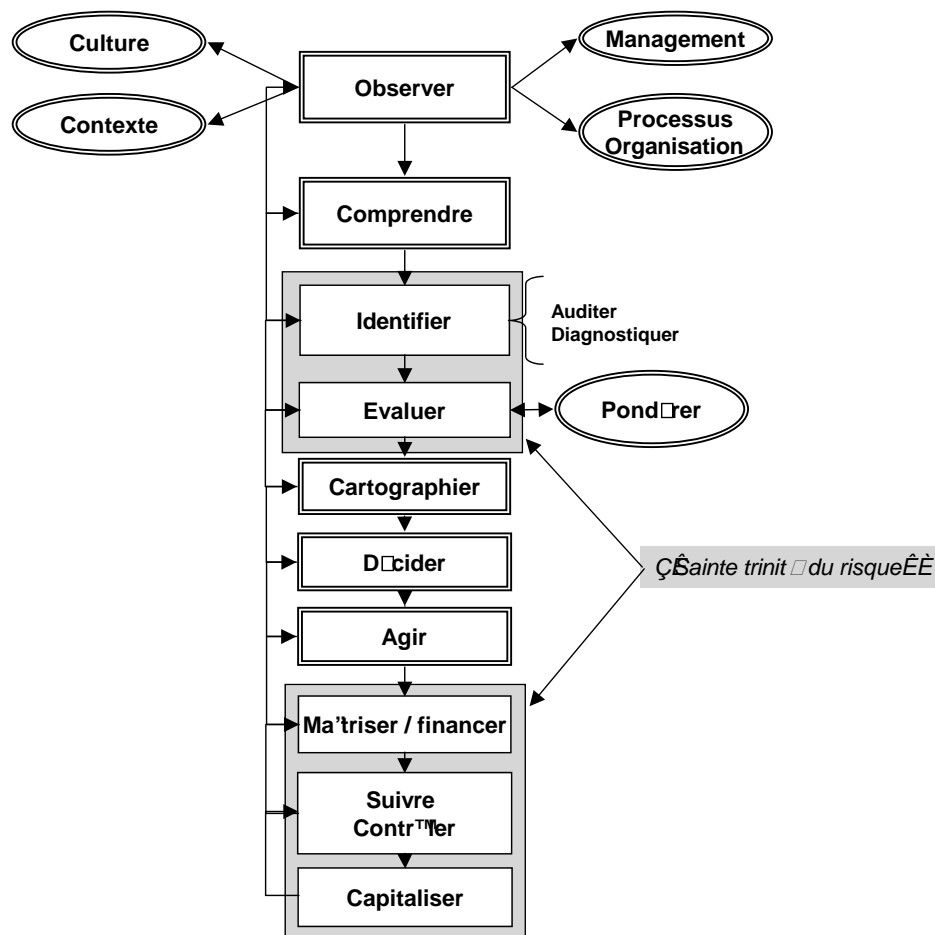 Culture
Management
Observer
Contexte
Processus
Organisation
Comprendre
Identifier
Auditer
Diagnostiquer
Evaluer
Pond□rer
Cartographier
D□cider
ÇÊSainte trinit □ du risqueÊÈ
Agir
Ma’triser / financer
Suivre
Contr™ler
Capitaliser